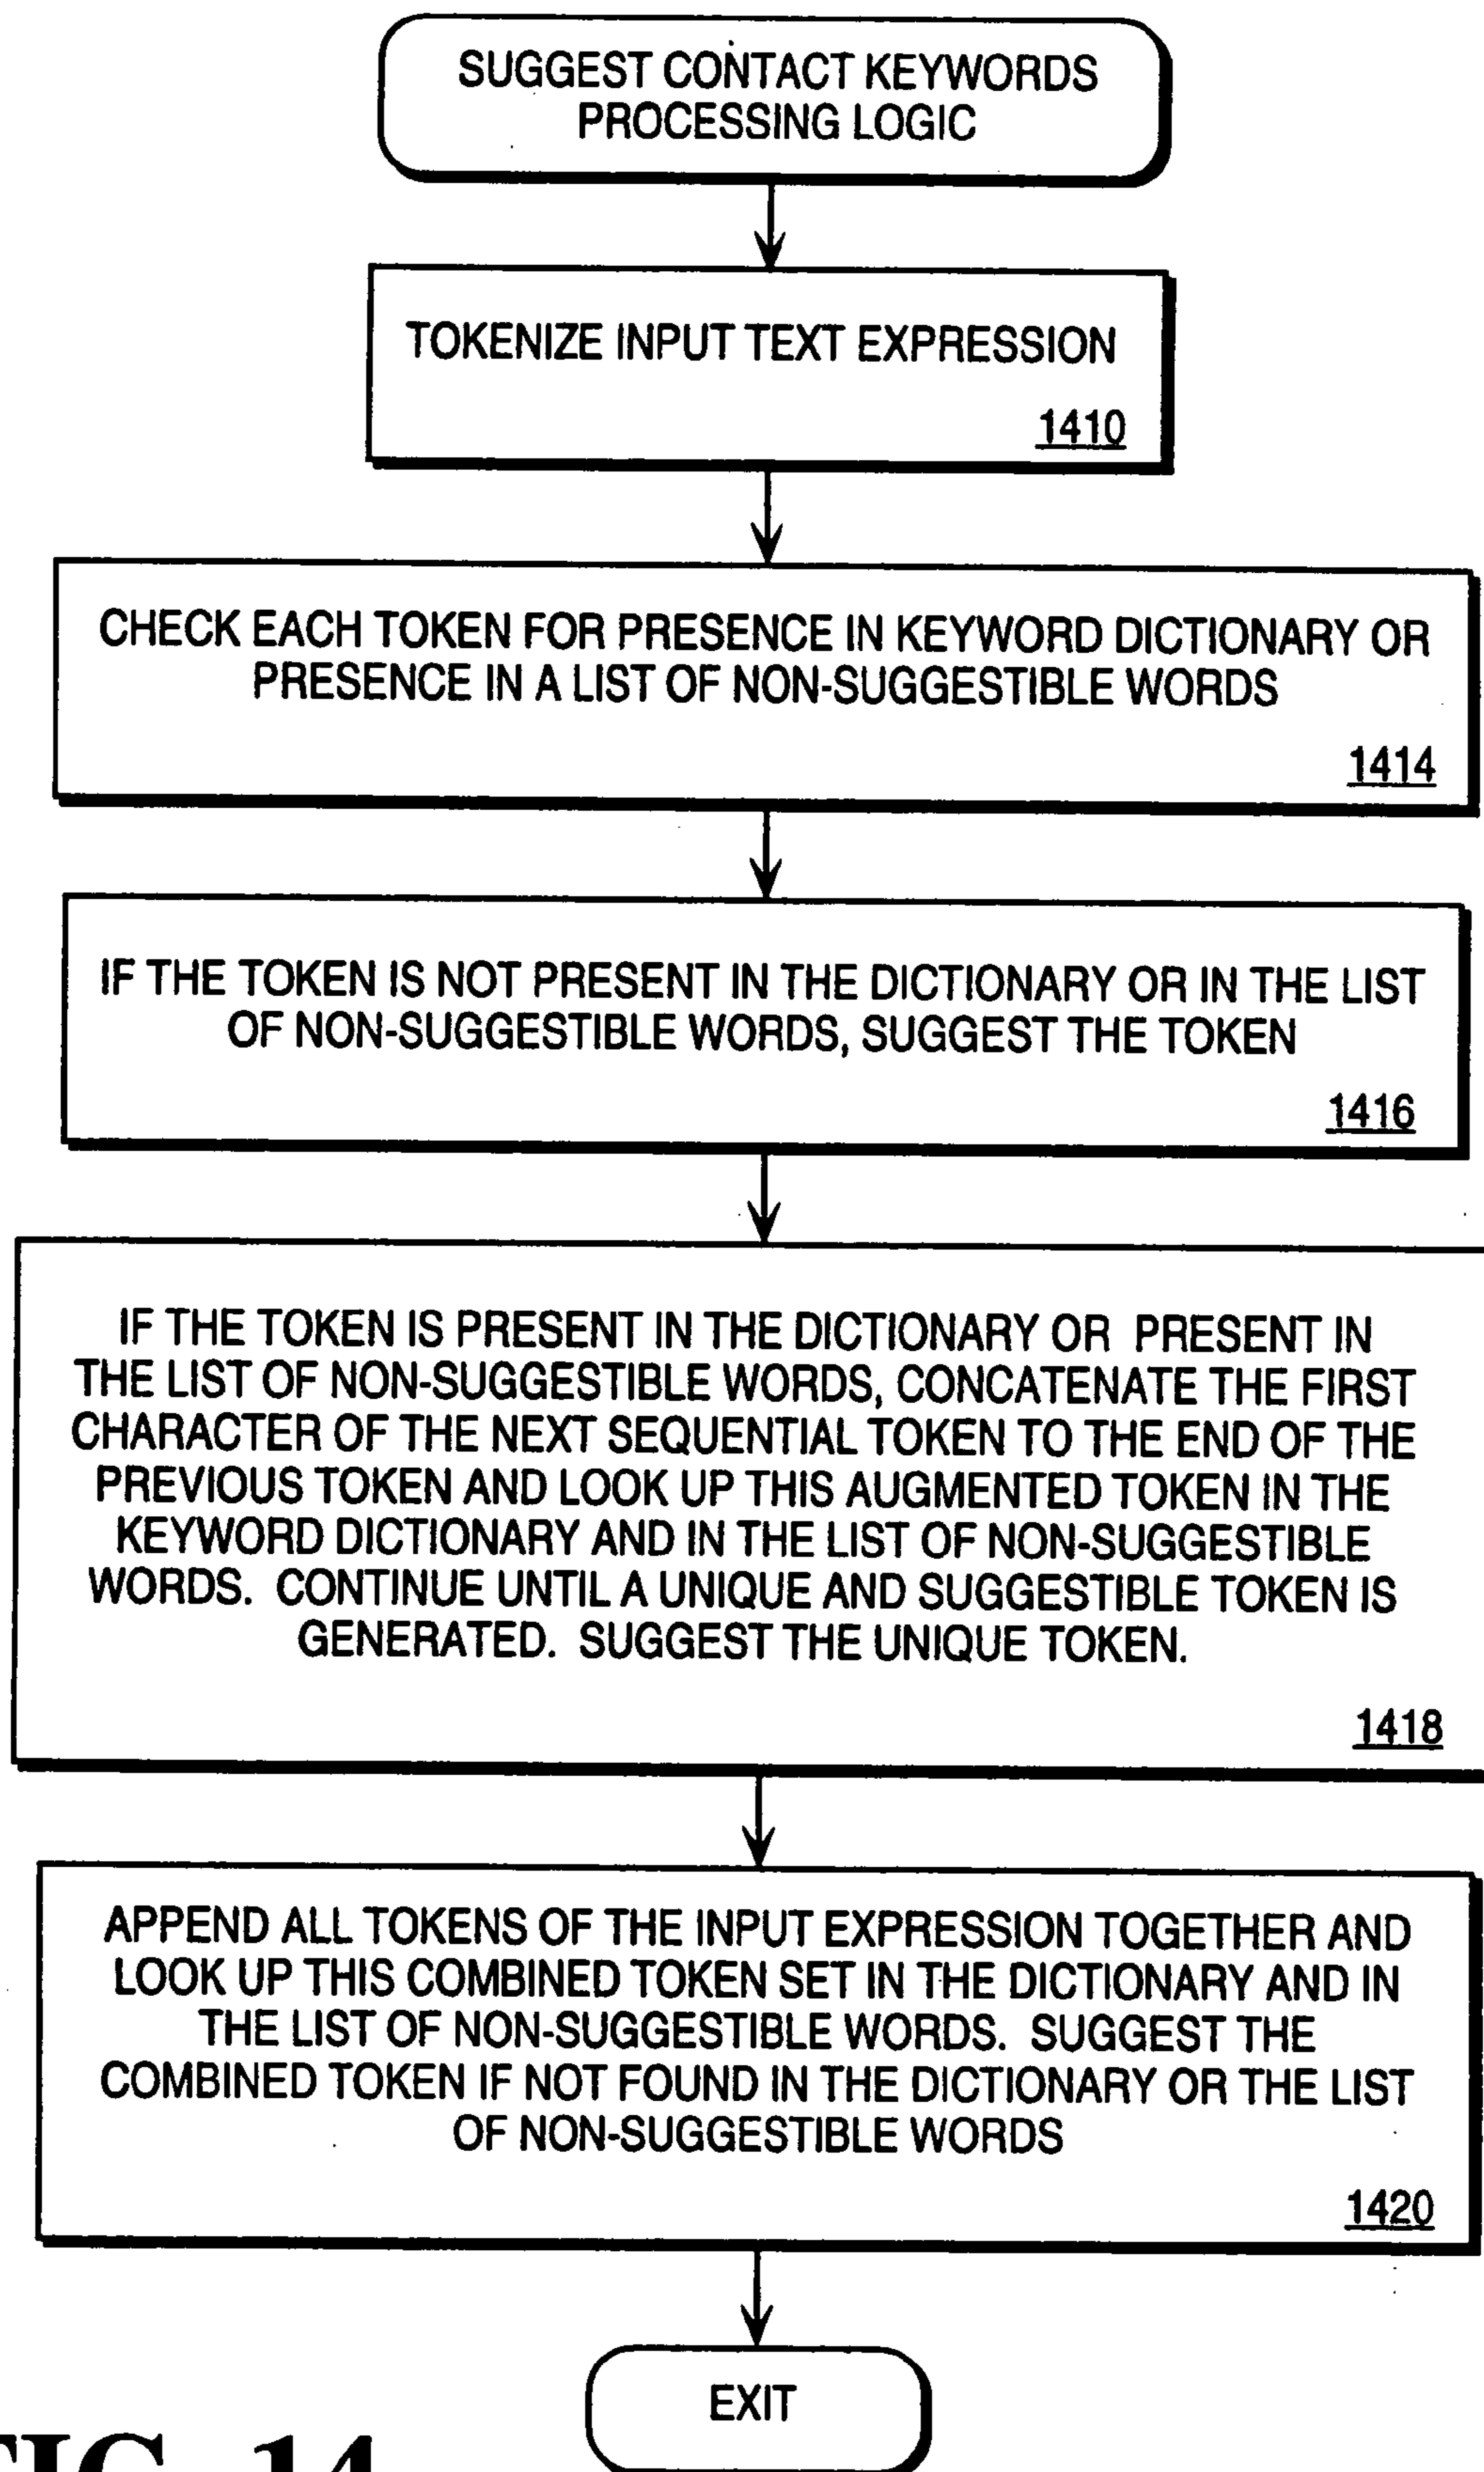 SUGGEST CONTACT KEYWORDS
PROCESSING LOGIC
TOKENIZE INPUT TEXT EXPRESSION
1410
CHECK EACH TOKEN FOR PRESENCE IN KEYWORD DICTIONARY OR
PRESENCE IN A LIST OF NON-SUGGESTIBLE WORDS
1414
IF THE TOKEN IS NOT PRESENT IN THE DICTIONARY OR IN THE LIST
OF NON-SUGGESTIBLE WORDS, SUGGEST THE TOKEN
1416
IF THE TOKEN IS PRESENT IN THE DICTIONARY OR PRESENT IN
THE LIST OF NON-SUGGESTIBLE WORDS, CONCATENATE THE FIRST
CHARACTER OF THE NEXT SEQUENTIAL TOKEN TO THE END OF THE
PREVIOUS TOKEN AND LOOK UP THIS AUGMENTED TOKEN IN THE
KEYWORD DICTIONARY AND IN THE LIST OF NON-SUGGESTIBLE
WORDS. CONTINUE UNTIL A UNIQUE AND SUGGESTIBLE TOKEN IS
GENERATED. SUGGEST THE UNIQUE TOKEN.
1418
APPEND ALL TOKENS OF THE INPUT EXPRESSION TOGETHER AND
LOOK UP THIS COMBINED TOKEN SET IN THE DICTIONARY AND IN
THE LIST OF NON-SUGGESTIBLE WORDS. SUGGEST THE
COMBINED TOKEN IF NOT FOUND IN THE DICTIONARY OR THE LIST
OF NON-SUGGESTIBLE WORDS
1420
EXIT
FIG. 14